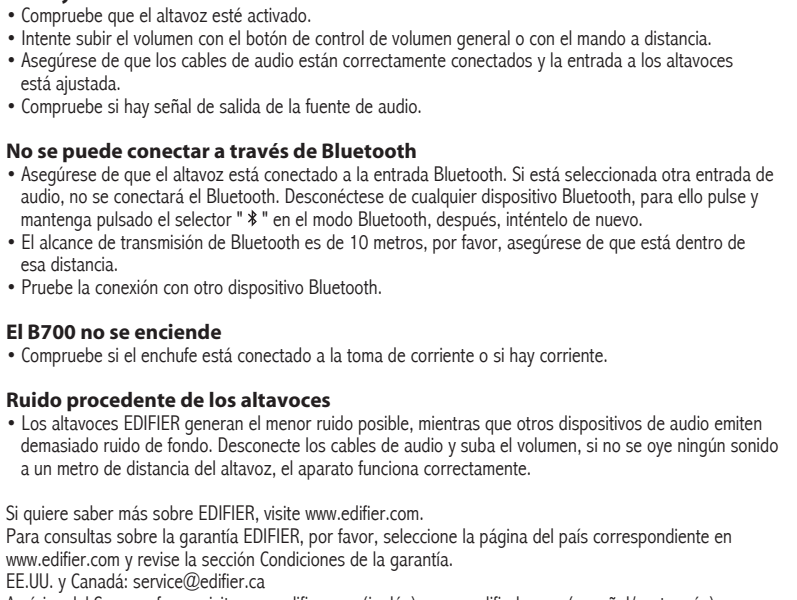 • Compruebe que el altavoz esté activado.
• Intente subir el volumen con el botón de control de volumen general o con el mando a distancia.
• Asegúrese de que los cables de audio están correctamente conectados y la entrada a los altavoces
está ajustada.
• Compruebe si hay señal de salida de la fuente de audio.
No se puede conectar a través de Bluetooth
• Asegúrese de que el altavoz está conectado a la entrada Bluetooth. Si está seleccionada otra entrada de
audio, no se conectará el Bluetooth. Desconéctese de cualquier dispositivo Bluetooth, para ello pulse y
mantenga pulsado el selector " " en el modo Bluetooth, después, inténtelo de nuevo.
• El alcance de transmisión de Bluetooth es de 10 metros, por favor, asegúrese de que está dentro de
esa distancia.
• Pruebe la conexión con otro dispositivo Bluetooth.
El B700 no se enciende
• Compruebe si el enchufe está conectado a la toma de corriente o si hay corriente.
Ruido procedente de los altavoces
• Los altavoces EDIFIER generan el menor ruido posible, mientras que otros dispositivos de audio emiten
demasiado ruido de fondo. Desconecte los cables de audio y suba el volumen, si no se oye ningún sonido
a un metro de distancia del altavoz, el aparato funciona correctamente.
Si quiere saber más sobre EDIFIER, visite www.edifier.com.
Para consultas sobre la garantía EDIFIER, por favor, seleccione la página del país correspondiente en
www.edifier.com y revise la sección Condiciones de la garantía.
EE.UU. y Canadá: service@edifier.ca